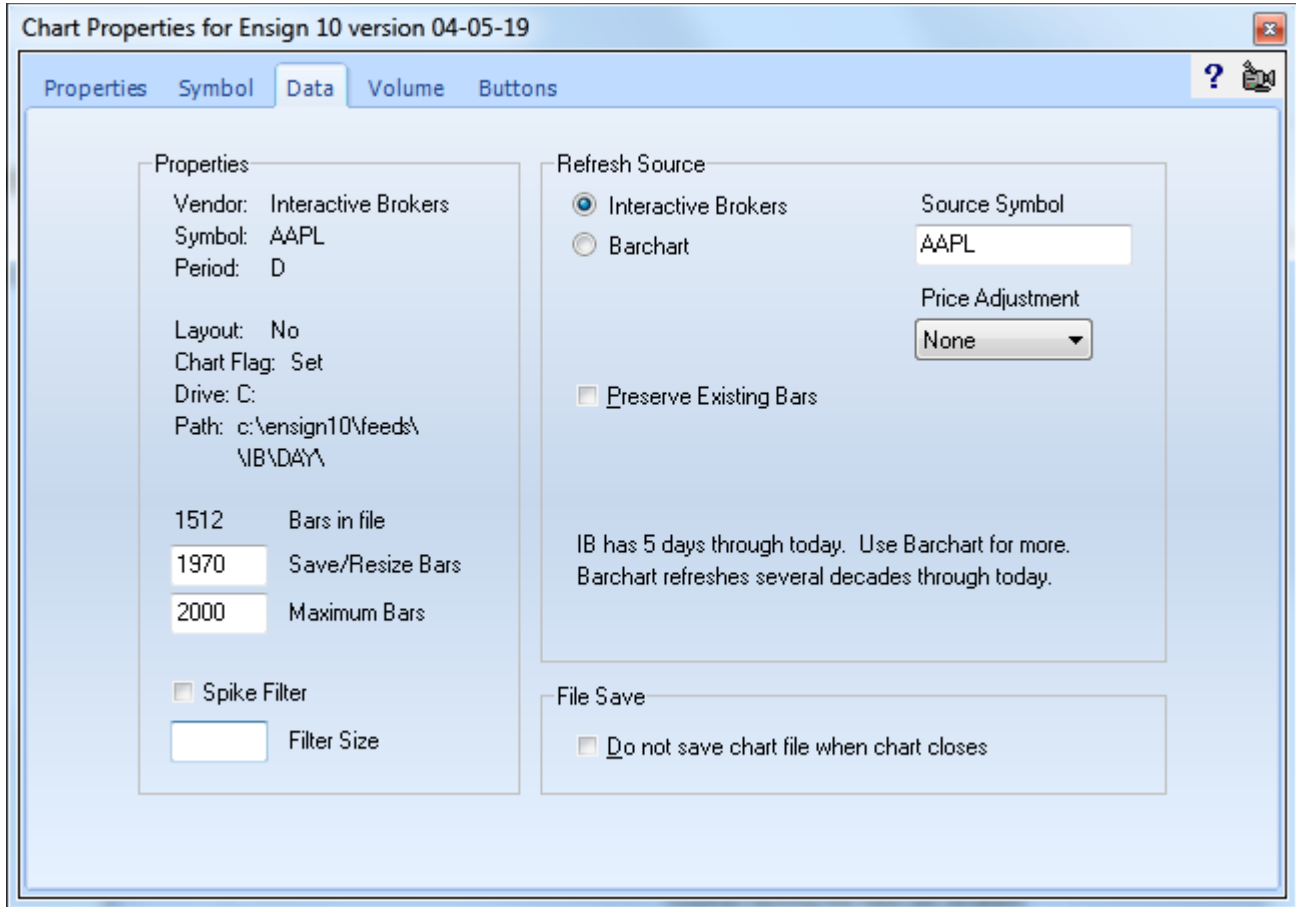 Chart Properties for Ensign 10 version 04-05-19
Properties Symbol Data Volume Buttons
?
Properties
Vendor: Interactive Brokers
Symbol: AAPL
Period: D
Layout: No
Chart Flag: Set
Drive: C:
Path: c:\ensign10\feeds\
\IB\DAY\
1512 Bars in file
1970 Save/Resize Bars
2000 Maximum Bars
Spike Filter
Filter Size
Refresh Source
Interactive Brokers
Barchart
Source Symbol
AAPL
Price Adjustment
None
Preserve Existing Bars
IB has 5 days through today. Use Barchart for more.
Barchart refreshes several decades through today.
File Save
Do not save chart file when chart closes